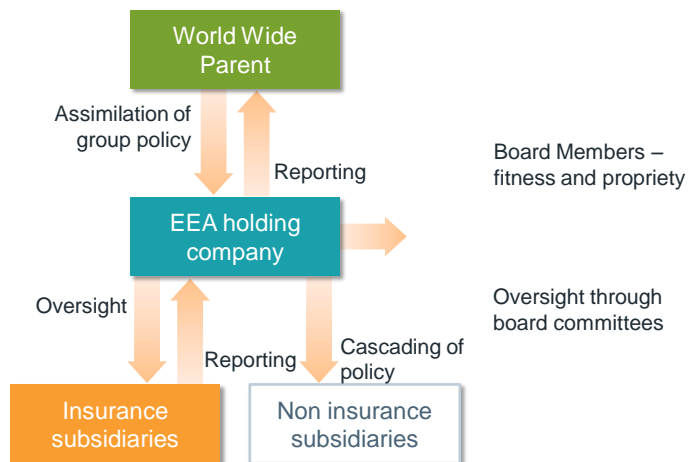 World Wide
Parent
Assimilation of
group policy
Reporting
Board Members –
fitness and propriety
EEA holding
company
Oversight
Reporting
Cascading of
policy
Oversight through
board committees
Insurance
subsidiaries
Non insurance
subsidiaries